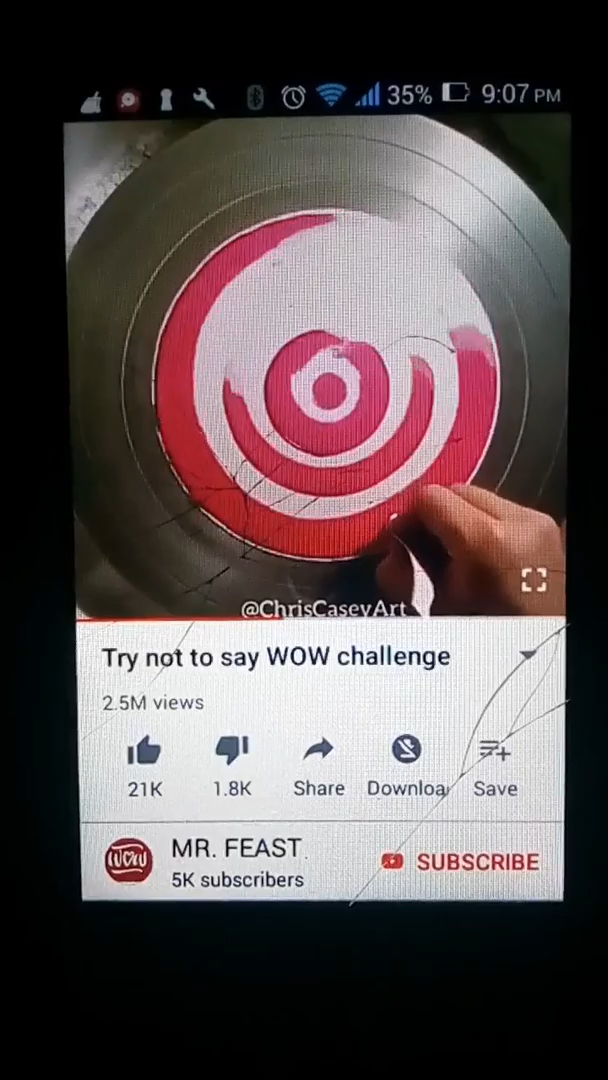 35% 9:07 PM
@ChrisCaseyArt
Try not to say WOW challenge
2.5M views
21K 1.8K Share Downloa Save
WOW
MR. FEAST
5K subscribers
SUBSCRIBE